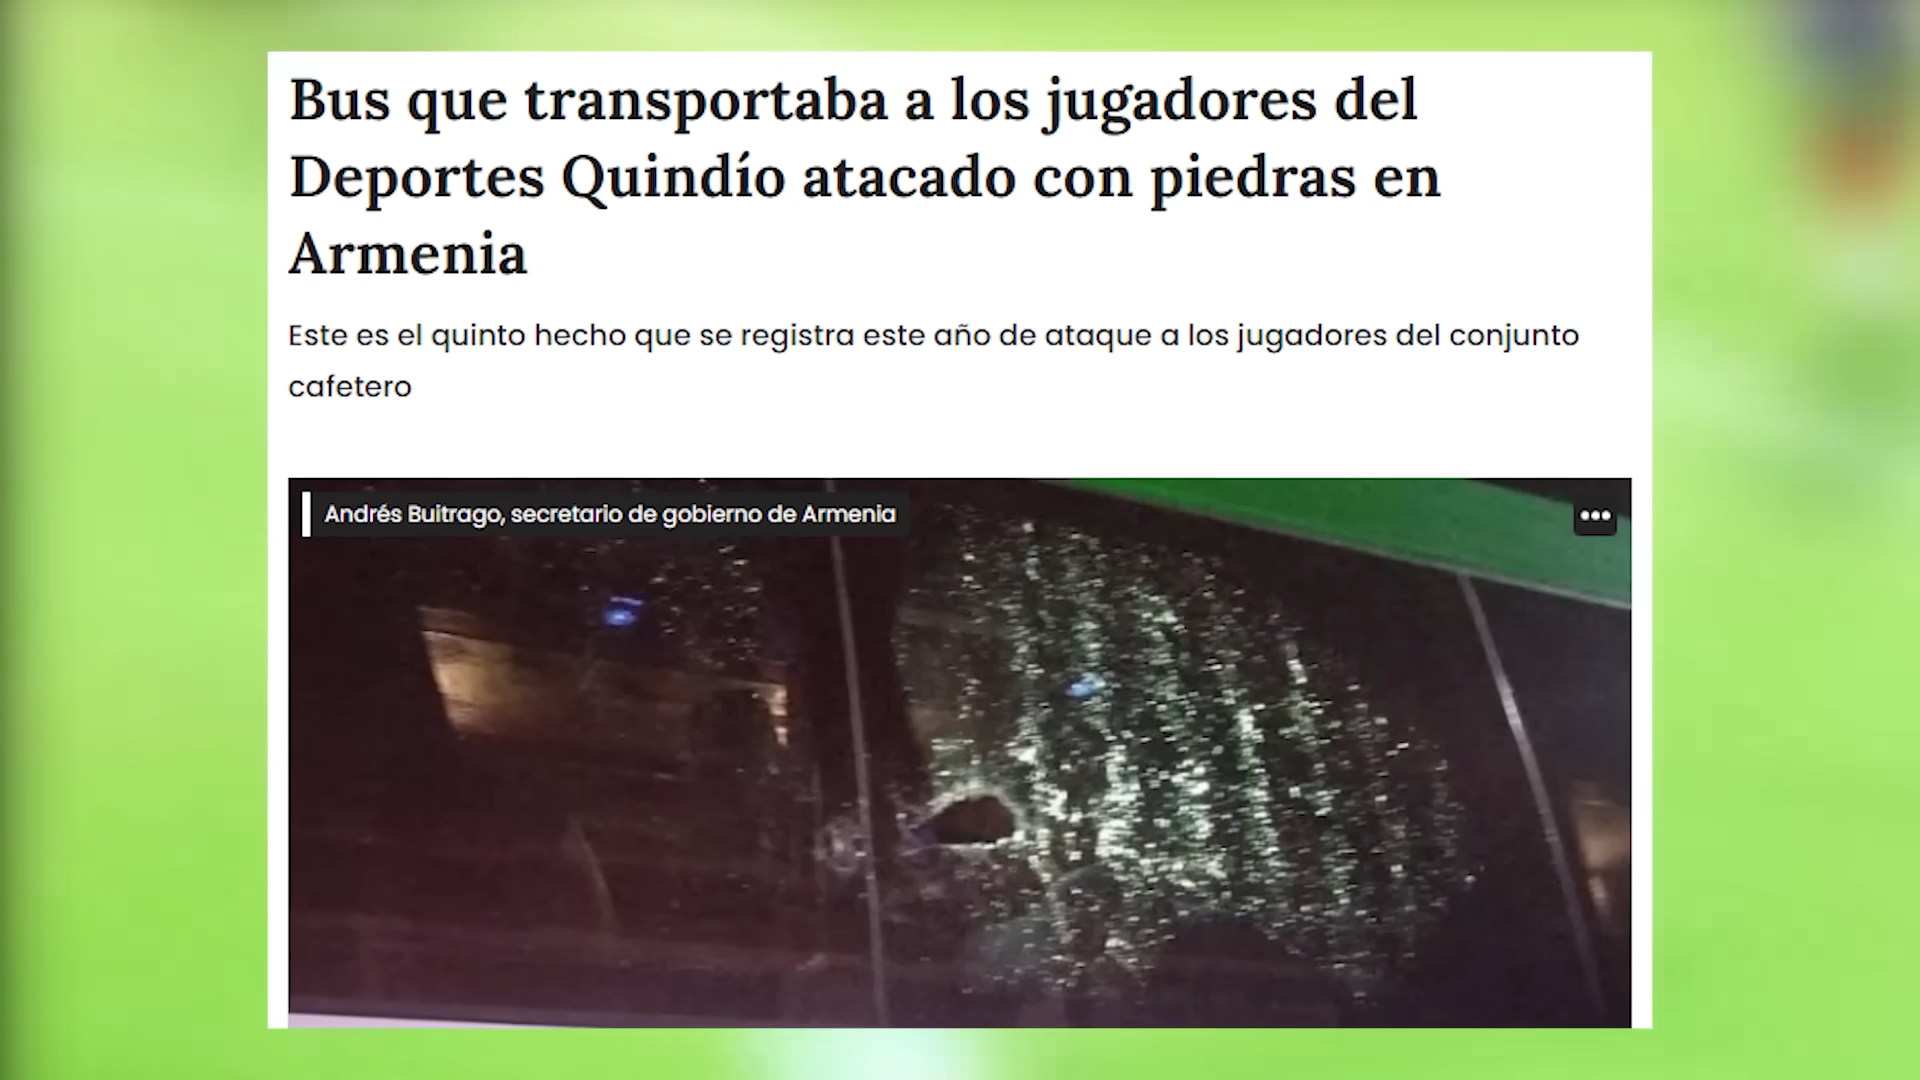 Bus que transportaba a los jugadores del
Deportes Quindío atacado con piedras en
Armenia
Este es el quinto hecho que se registra este año de ataque a los jugadores del conjunto
cafetero
Andrés Buitrago, secretario de gobierno de Armenia